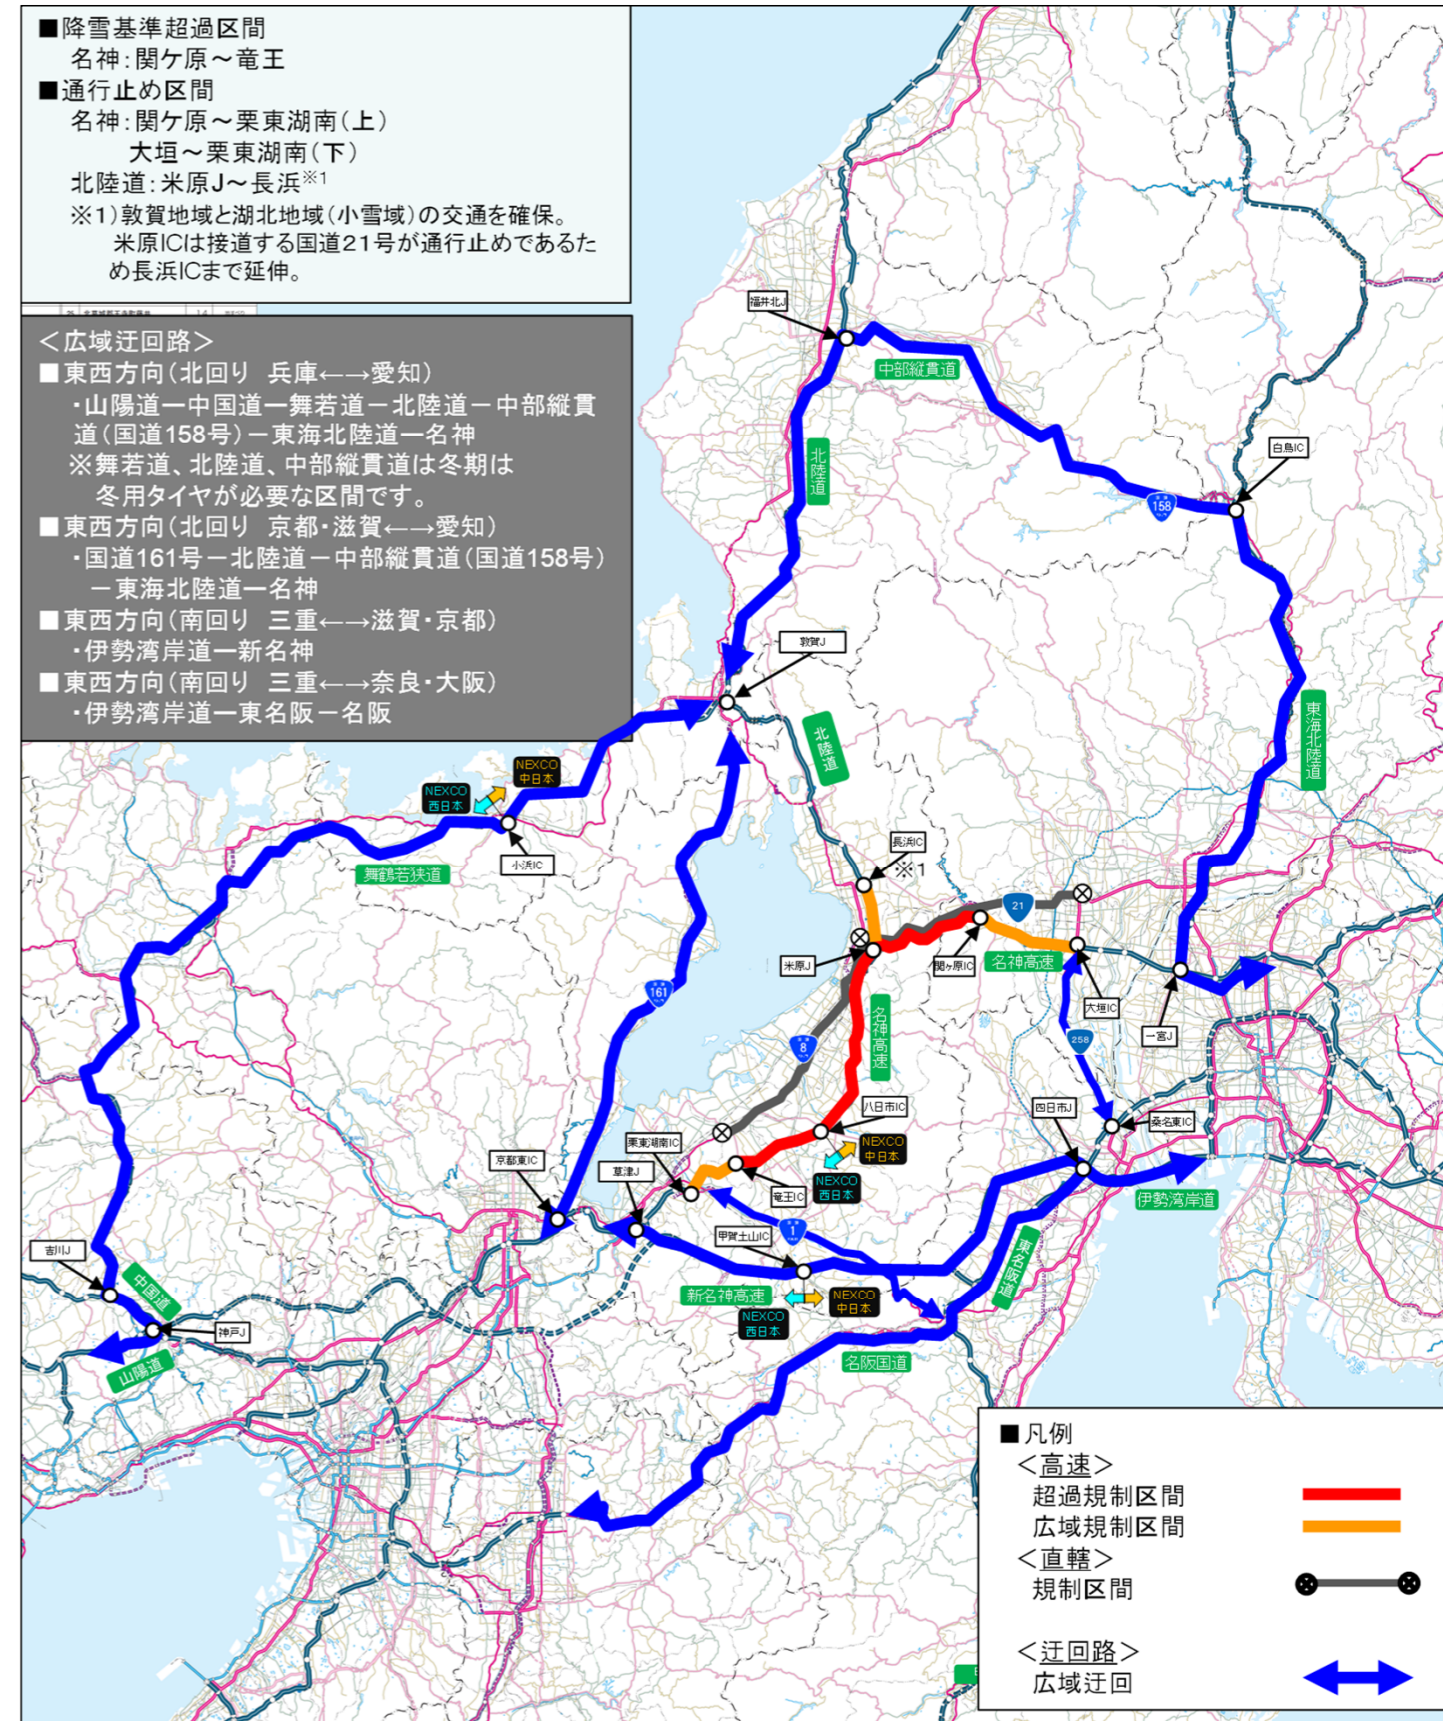 ■降雪基準超過区間
名神:関ケ原～竜王
■通行止め区間
名神:関ケ原～栗東湖南(上)
大垣～栗東湖南(下)
北陸道:米原J～長浜※1
※1)敦賀地域と湖北地域(小雪域)の交通を確保。
米原ICは接道する国道21号が通行止めであるた
め長浜ICまで延伸。
＜広域迂回路＞
■東西方向(北回り 兵庫←→愛知)
・山陽道ー中国道ー舞若道－北陸道－中部縦貫
道(国道158号)－東海北陸道ー名神
※舞若道、北陸道、中部縦貫道は冬期は
冬用タイヤが必要な区間です。
■東西方向(北回り 京都・滋賀←→愛知)
・国道161号－北陸道－中部縦貫道(国道158号)
－東海北陸道ー名神
■東西方向(南回り 三重←→滋賀・京都)
・伊勢湾岸道ー新名神
■東西方向(南回り 三重←→奈良・大阪)
・伊勢湾岸道ー東名阪－名阪
福井北J
中部縦貫道
北陸道
白鳥IC
158
敦賀J
東海北陸道
北陸道
NEXCO
中日本
NEXCO
西日本
小浜IC
舞鶴若狭道
長浜IC
※1
21
米原J
関ヶ原IC
名神高速
大垣IC
一宮J
161
8
名神高速
258
八日市IC
四日市J
桑名東IC
NEXCO
中日本
NEXCO
西日本
栗東湖南IC
京都東IC
草津J
竜王IC
伊勢湾岸道
1
甲賀土山IC
東名阪道
吉川J
中国道
新名神高速
NEXCO
中日本
NEXCO
西日本
神戸J
山陽道
名阪国道
■凡例
＜高速＞
超過規制区間
広域規制区間
＜直轄＞
規制区間
＜迂回路＞
広域迂回